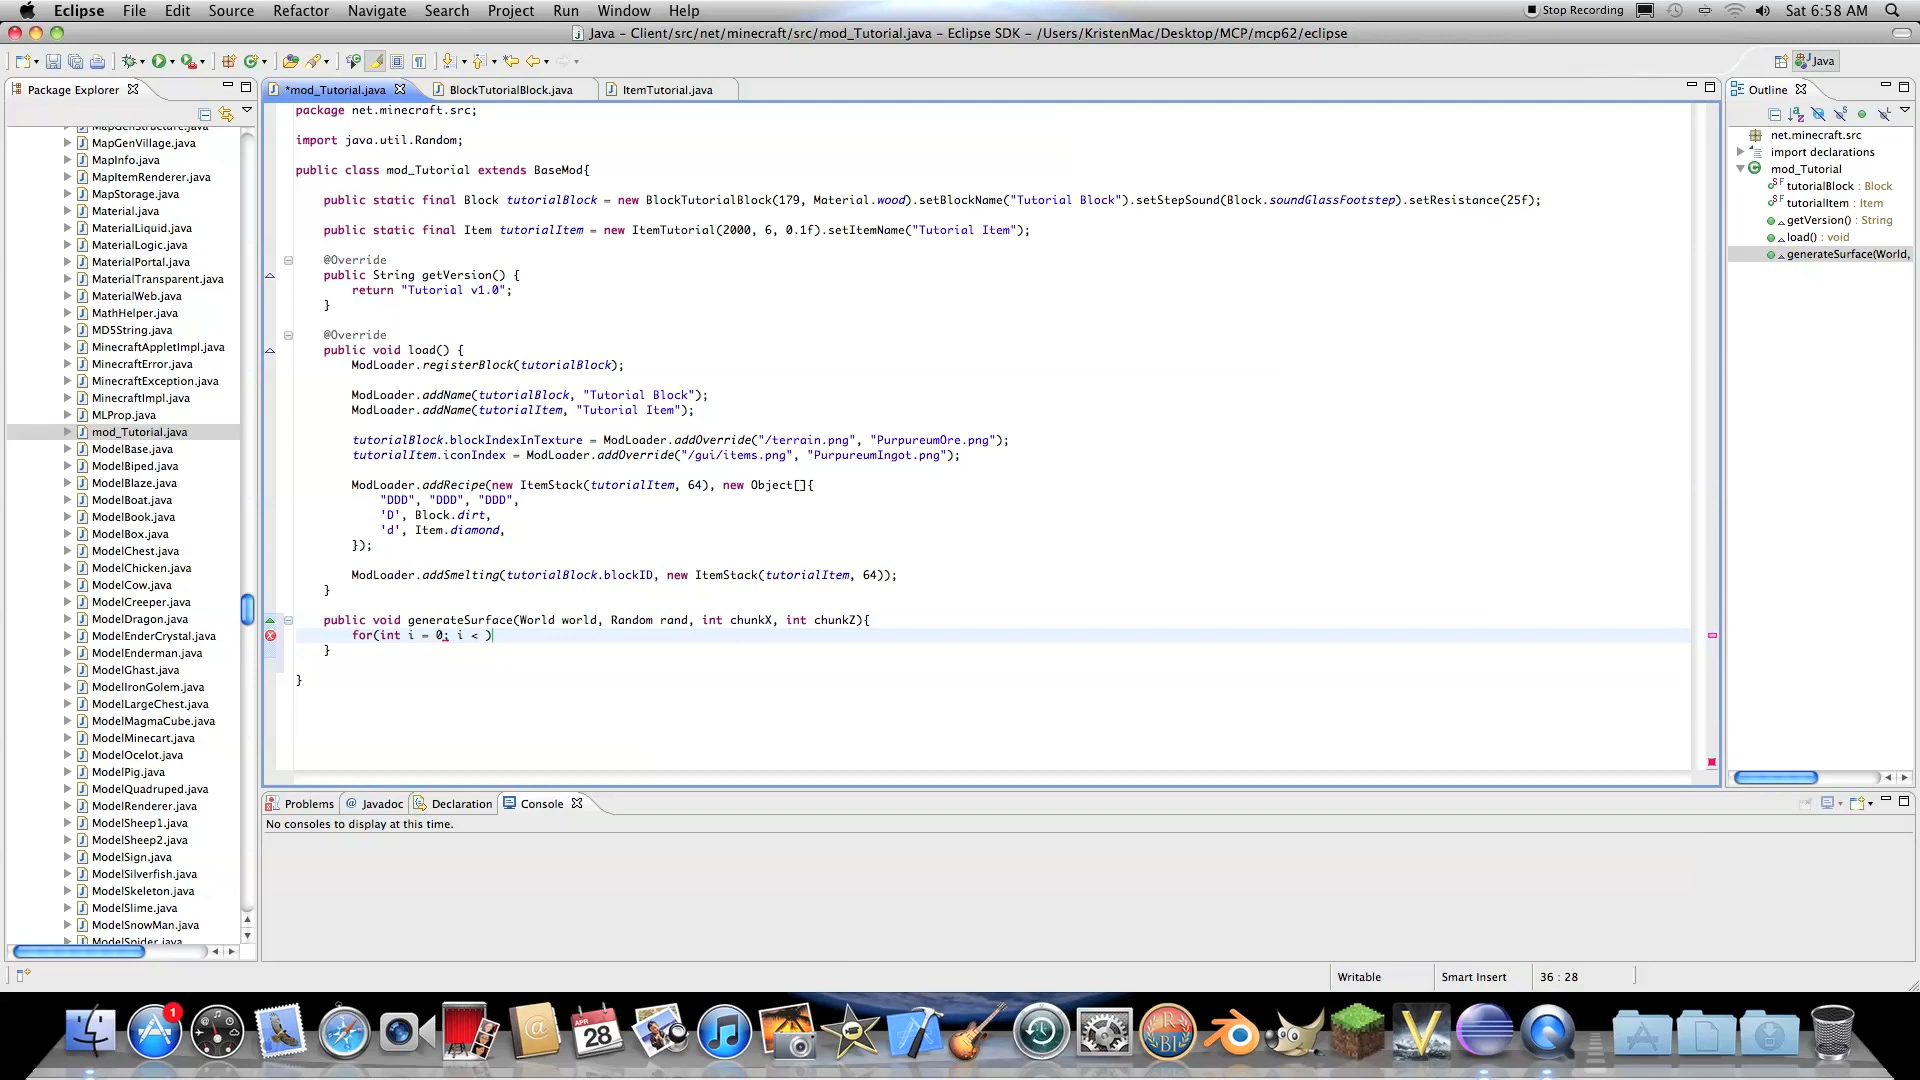 Eclipse File Edit Source Refactor Navigate Search Project Run Window Help Stop Recording Sat 6:58 AM
Java – Client/src/net/minecraft/src/mod_Tutorial.java – Eclipse SDK – /Users/KristenMac/Desktop/MCP/mcp62/eclipse
Java
Package Explorer
MapGenStructure.java
MapGenVillage.java
MapInfo.java
MapItemRenderer.java
MapStorage.java
Material.java
MaterialLiquid.java
MaterialLogic.java
MaterialPortal.java
MaterialTransparent.java
MaterialWeb.java
MathHelper.java
MD5String.java
MinecraftAppletImpl.java
MinecraftError.java
MinecraftException.java
MinecraftImpl.java
MLProp.java
mod_Tutorial.java
ModelBase.java
ModelBiped.java
ModelBlaze.java
ModelBoat.java
ModelBook.java
ModelBox.java
ModelChest.java
ModelChicken.java
ModelCow.java
ModelCreeper.java
ModelDragon.java
ModelEnderCrystal.java
ModelEnderman.java
ModelGhast.java
ModelIronGolem.java
ModelLargeChest.java
ModelMagmaCube.java
ModelMinecart.java
ModelOcelot.java
ModelPig.java
ModelQuadruped.java
ModelRenderer.java
ModelSheep1.java
ModelSheep2.java
ModelSign.java
ModelSilverfish.java
ModelSkeleton.java
ModelSlime.java
ModelSnowMan.java
ModelSpider.java
*mod_Tutorial.java BlockTutorialBlock.java ItemTutorial.java
package net.minecraft.src;
import java.util.Random;
public class mod_Tutorial extends BaseMod{
public static final Block tutorialBlock = new BlockTutorialBlock(179, Material.wood).setBlockName("Tutorial Block").setStepSound(Block.soundGlassFootstep).setResistance(25f);
public static final Item tutorialItem = new ItemTutorial(2000, 6, 0.1f).setItemName("Tutorial Item");
@Override
public String getVersion() {
return "Tutorial v1.0";
}
@Override
public void load() {
ModLoader.registerBlock(tutorialBlock);
ModLoader.addName(tutorialBlock, "Tutorial Block");
ModLoader.addName(tutorialItem, "Tutorial Item");
tutorialBlock.blockIndexInTexture = ModLoader.addOverride("/terrain.png", "PurpureumOre.png");
tutorialItem.iconIndex = ModLoader.addOverride("/gui/items.png", "PurpureumIngot.png");
ModLoader.addRecipe(new ItemStack(tutorialItem, 64), new Object[]{
"DDD", "DDD", "DDD",
'D', Block.dirt,
'd', Item.diamond,
});
ModLoader.addSmelting(tutorialBlock.blockID, new ItemStack(tutorialItem, 64));
}
public void generateSurface(World world, Random rand, int chunkX, int chunkZ){
for(int i = 0; i < )
}
}
Outline
net.minecraft.src
import declarations
mod_Tutorial
tutorialBlock : Block
tutorialItem : Item
getVersion() : String
load() : void
generateSurface(World,
Problems Javadoc Declaration Console
No consoles to display at this time.
Writable Smart Insert 36 : 28
1
APR
28